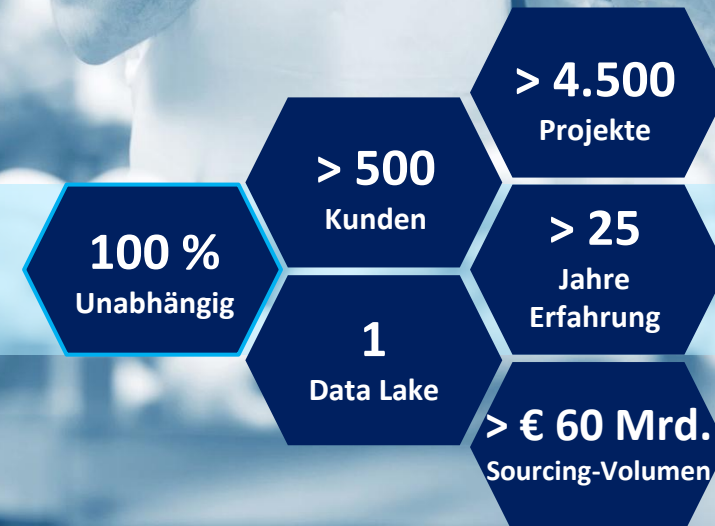 > 4.500
Projekte
> 500
Kunden
100 %
Unabhängig
> 25
Jahre
Erfahrung
1
Data Lake
> € 60 Mrd.
Sourcing-Volumen